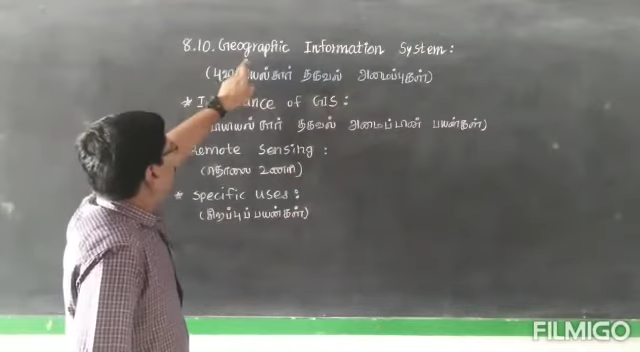 8.10. Geographic Information System:
தகவல் அமைப்புகள்)
* of GIS:
தகவல் அமைப்பின் பயன்கள்)
Remote Sensing:
(தொலை உணரி)
* Specific Uses:
(சிறப்புப் பயன்கள்)
FILMIGO